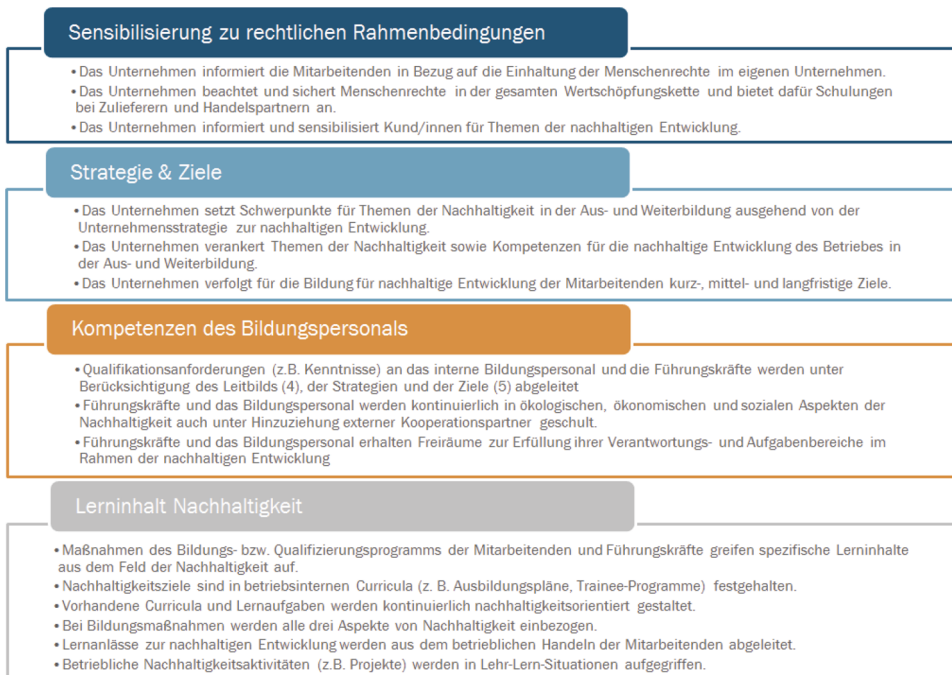 Sensibilisierung zu rechtlichen Rahmenbedingungen
• Das Unternehmen informiert die Mitarbeitenden in Bezug auf die Einhaltung der Menschenrechte im eigenen Unternehmen.
• Das Unternehmen beachtet und sichert Menschenrechte in der gesamten Wertschöpfungskette und bietet dafür Schulungen
bei Zulieferern und Handelspartnern an.
• Das Unternehmen informiert und sensibilisiert Kund/innen für Themen der nachhaltigen Entwicklung.
Strategie & Ziele
• Das Unternehmen setzt Schwerpunkte für Themen der Nachhaltigkeit in der Aus- und Weiterbildung ausgehend von der
Unternehmensstrategie zur nachhaltigen Entwicklung.
• Das Unternehmen verankert Themen der Nachhaltigkeit sowie Kompetenzen für die nachhaltige Entwicklung des Betriebes in
der Aus- und Weiterbildung.
• Das Unternehmen verfolgt für die Bildung für nachhaltige Entwicklung der Mitarbeitenden kurz-, mittel- und langfristige Ziele.
Kompetenzen des Bildungspersonals
• Qualifikationsanforderungen (z.B. Kenntnisse) an das interne Bildungspersonal und die Führungskräfte werden unter
Berücksichtigung des Leitbilds (4), der Strategien und der Ziele (5) abgeleitet
• Führungskräfte und das Bildungspersonal werden kontinuierlich in ökologischen, ökonomischen und sozialen Aspekten der
Nachhaltigkeit auch unter Hinzuziehung externer Kooperationspartner geschult.
• Führungskräfte und das Bildungspersonal erhalten Freiräume zur Erfüllung ihrer Verantwortungs- und Aufgabenbereiche im
Rahmen der nachhaltigen Entwicklung
Lerninhalt Nachhaltigkeit
• Maßnahmen des Bildungs- bzw. Qualifizierungsprogramms der Mitarbeitenden und Führungskräfte greifen spezifische Lerninhalte
aus dem Feld der Nachhaltigkeit auf.
• Nachhaltigkeitsziele sind in betriebsinternen Curricula (z. B. Ausbildungspläne, Trainee-Programme) festgehalten.
• Vorhandene Curricula und Lernaufgaben werden kontinuierlich nachhaltigkeitsorientiert gestaltet.
• Bei Bildungsmaßnahmen werden alle drei Aspekte von Nachhaltigkeit einbezogen.
• Lernanlässe zur nachhaltigen Entwicklung werden aus dem betrieblichen Handeln der Mitarbeitenden abgeleitet.
• Betriebliche Nachhaltigkeitsaktivitäten (z.B. Projekte) werden in Lehr-Lern-Situationen aufgegriffen.